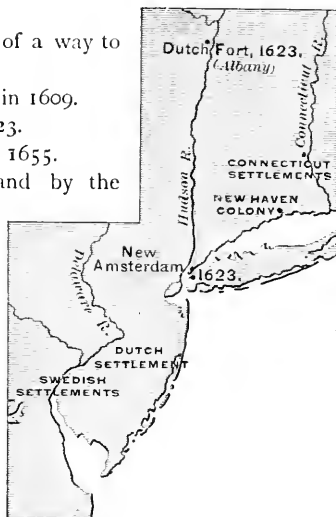 of a way to
in 1609.
23.
1655.
and by the
Dutch Fort, 1623.
(Albany)
Connecticut R.
Hudson R.
CONNECTICUT
SETTLEMENTS
NEW HAVEN
COLONY
New
Amsterdam
1623.
Delaware
R.
DUTCH
SETTLEMENT
SWEDISH
SETTLEMENTS